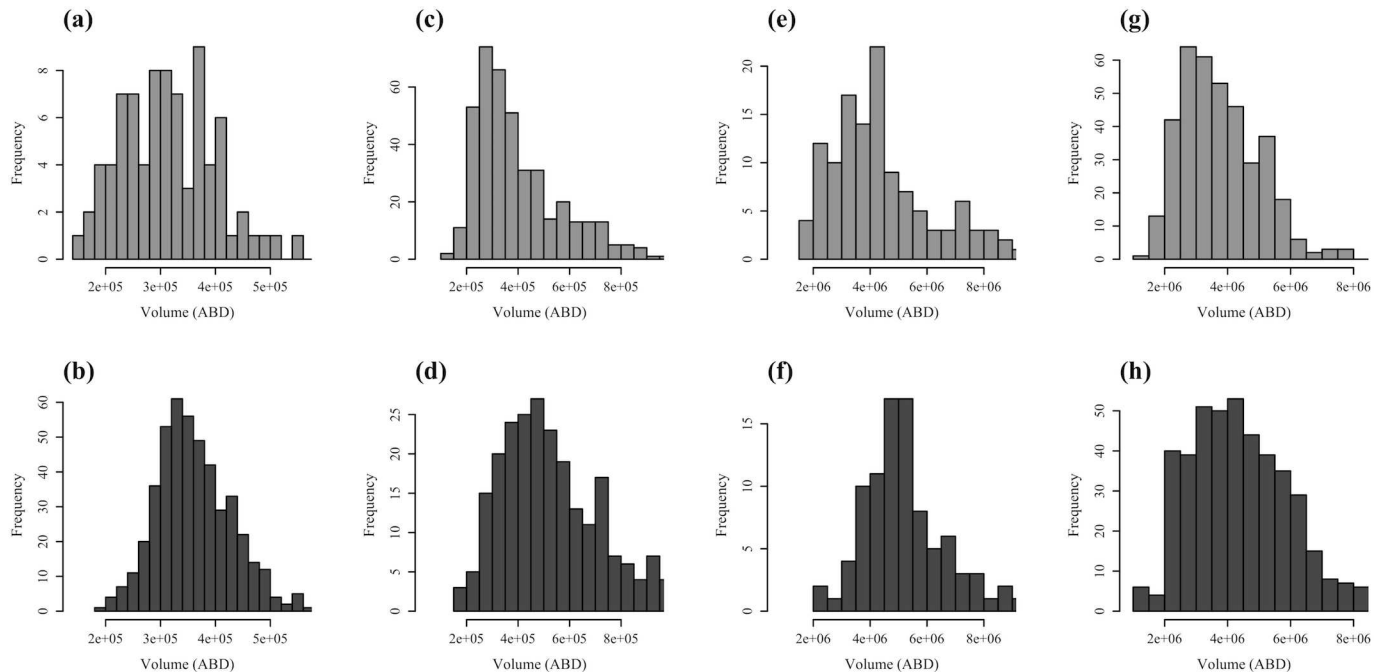 (a)
Frequency
0 2 4 6 8
2e+05 3e+05 4e+05 5e+05
Volume (ABD)
(c)
Frequency
0 20 40 60
2e+05 4e+05 6e+05 8e+05
Volume (ABD)
(e)
Frequency
0 5 10 15 20
2e+06 4e+06 6e+06 8e+06
Volume (ABD)
(g)
Frequency
0 10 20 30 40 50 60
2e+06 4e+06 6e+06 8e+06
Volume (ABD)
(b)
Frequency
0 10 20 30 40 50 60
2e+05 3e+05 4e+05 5e+05
Volume (ABD)
(d)
Frequency
0 5 10 15 20 25
2e+05 4e+05 6e+05 8e+05
Volume (ABD)
(f)
Frequency
0 5 10 15
2e+06 4e+06 6e+06 8e+06
Volume (ABD)
(h)
Frequency
0 10 20 30 40 50
2e+06 4e+06 6e+06 8e+06
Volume (ABD)